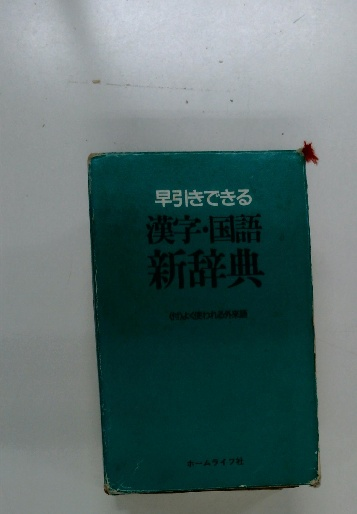 早引きできる
漢字・国語
新辞典
ホームライフ社